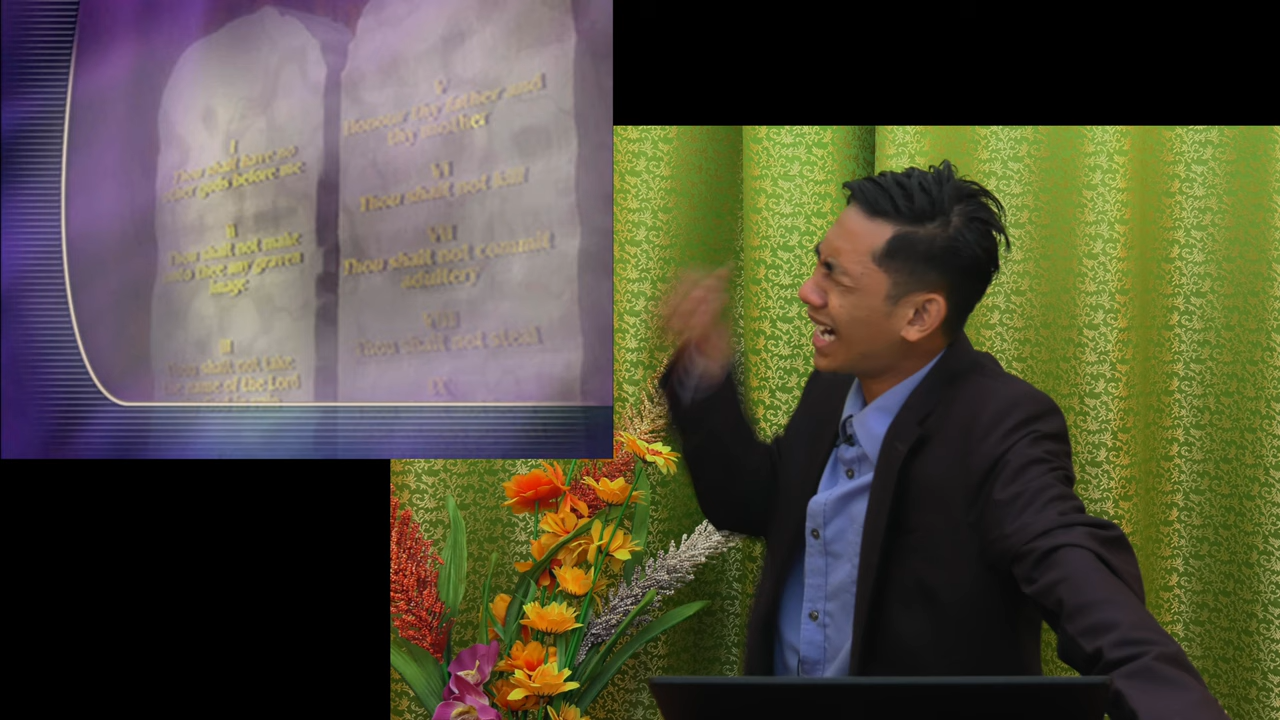 I
Thou shalt have no
other gods before me
II
Thou shalt not make
unto thee any graven
image
III
Thou shalt not take
the name of the Lord
V
Honour thy father and
thy mother
VI
Thou shalt not kill
VII
Thou shalt not commit
adultery
VIII
Thou shalt not steal
IX